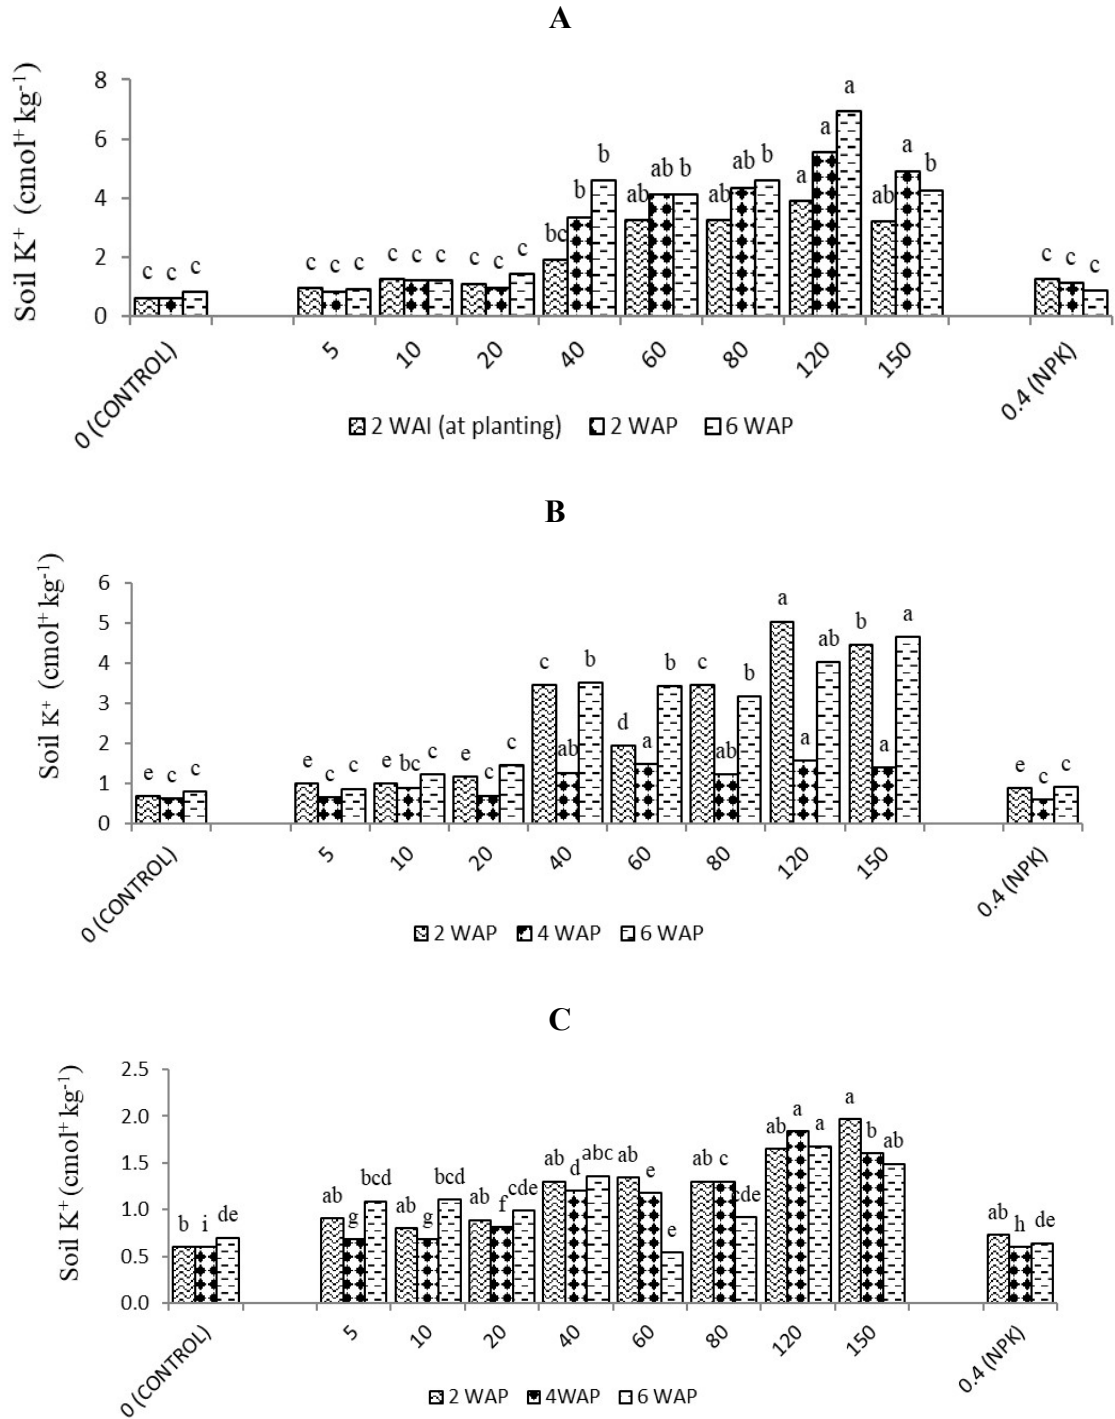 A
Soil K⁺ (cmol⁺ kg⁻¹)
8
6
4
2
0
c c c
c c c
c c c
c c c
bc b b
ab ab b
ab ab b
a a a
ab a b
c c c
0 (CONTROL) 5 10 20 40 60 80 120 150 0.4 (NPK)
2 WAI (at planting) 2 WAP 6 WAP
B
Soil K⁺ (cmol⁺ kg⁻¹)
6
5
4
3
2
1
0
e c c
e c c
e bc c
e c c
c ab b
d a b
c ab b
a a ab
b a a
e c c
0 (CONTROL) 5 10 20 40 60 80 120 150 0.4 (NPK)
2 WAP 4 WAP 6 WAP
C
Soil K⁺ (cmol⁺ kg⁻¹)
2.5
2.0
1.5
1.0
0.5
0.0
b i de
ab g bcd
ab g bcd
ab f cde
ab d abc
ab e e
ab c cde
ab a a
a b ab
ab h de
0 (CONTROL) 5 10 20 40 60 80 120 150 0.4 (NPK)
2 WAP 4WAP 6 WAP